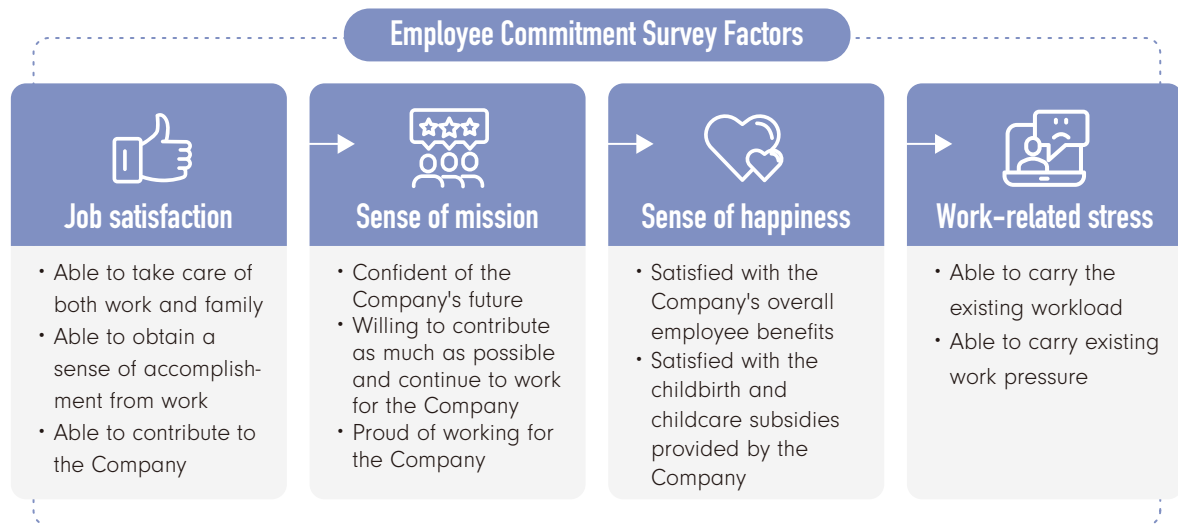 Employee Commitment Survey Factors
Job satisfaction
• Able to take care of
both work and family
• Able to obtain a
sense of accomplish-
ment from work
• Able to contribute to
the Company
Sense of mission
• Confident of the
Company's future
• Willing to contribute
as much as possible
and continue to work
for the Company
• Proud of working for
the Company
Sense of happiness
• Satisfied with the
Company's overall
employee benefits
• Satisfied with the
childbirth and
childcare subsidies
provided by the
Company
Work-related stress
• Able to carry the
existing workload
• Able to carry existing
work pressure